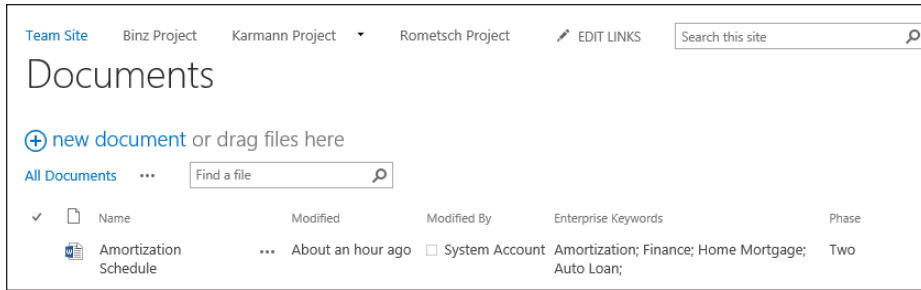 Team Site Binz Project Karmann Project Rometsch Project EDIT LINKS Search this site
Documents
new document or drag files here
All Documents ... Find a file
Name Modified Modified By Enterprise Keywords Phase
Amortization Schedule ... About an hour ago System Account Amortization; Finance; Home Mortgage; Auto Loan; Two